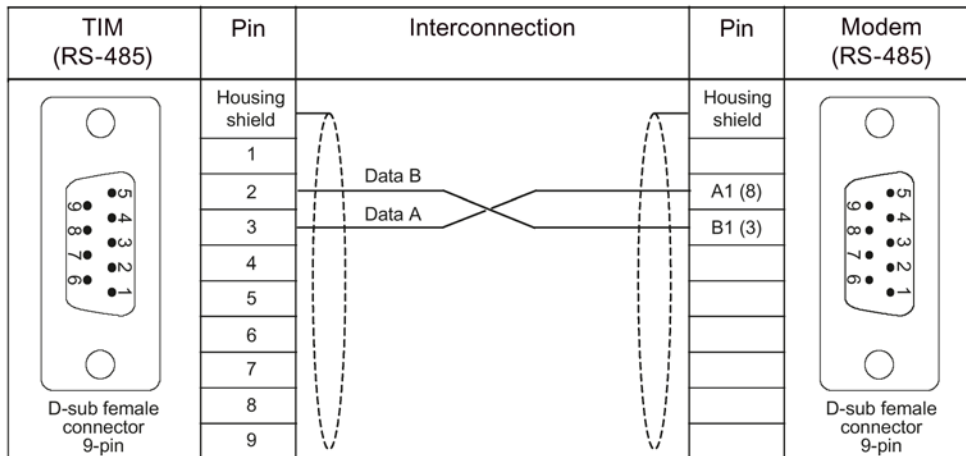 TIM
(RS-485)
Pin
Interconnection
Pin
Modem
(RS-485)
Housing
shield
Housing
shield
1
2
Data B
A1 (8)
3
Data A
B1 (3)
4
5
6
7
8
9
5
4
3
2
1
9
8
7
6
D-sub female
connector
9-pin
5
4
3
2
1
9
8
7
6
D-sub female
connector
9-pin